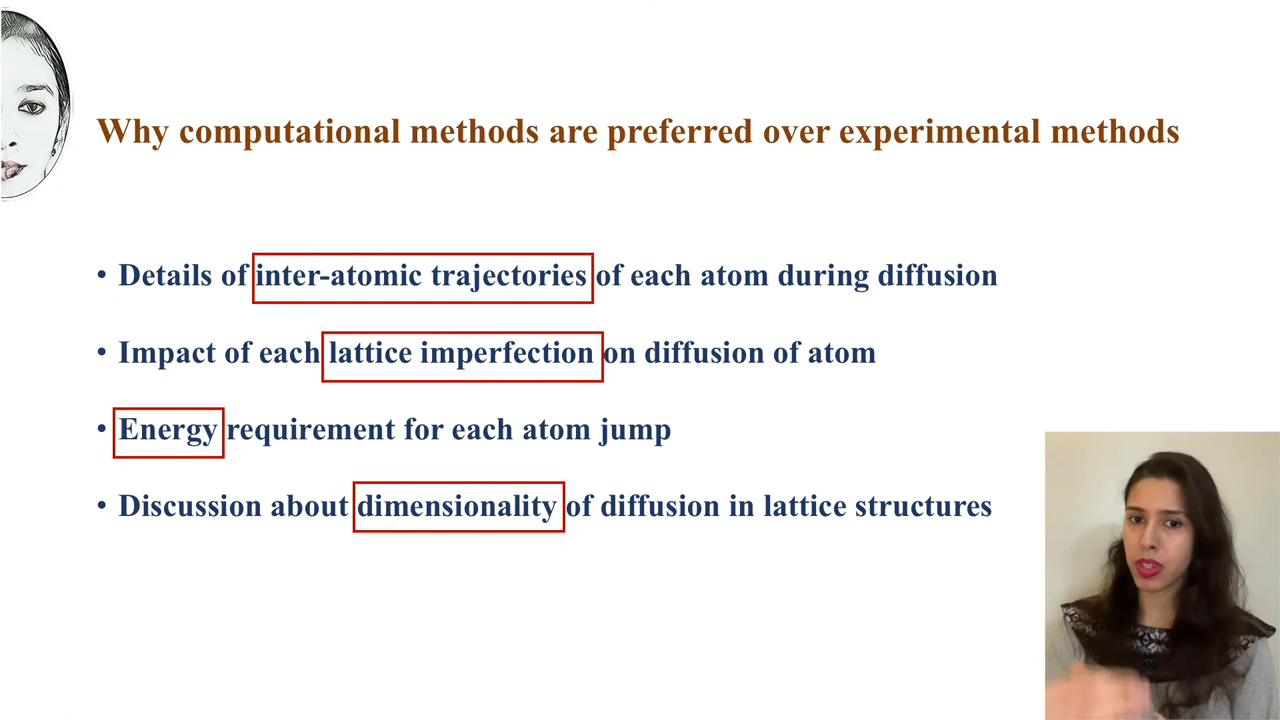 Why computational methods are preferred over experimental methods
• Details of inter-atomic trajectories of each atom during diffusion
• Impact of each lattice imperfection on diffusion of atom
• Energy requirement for each atom jump
• Discussion about dimensionality of diffusion in lattice structures